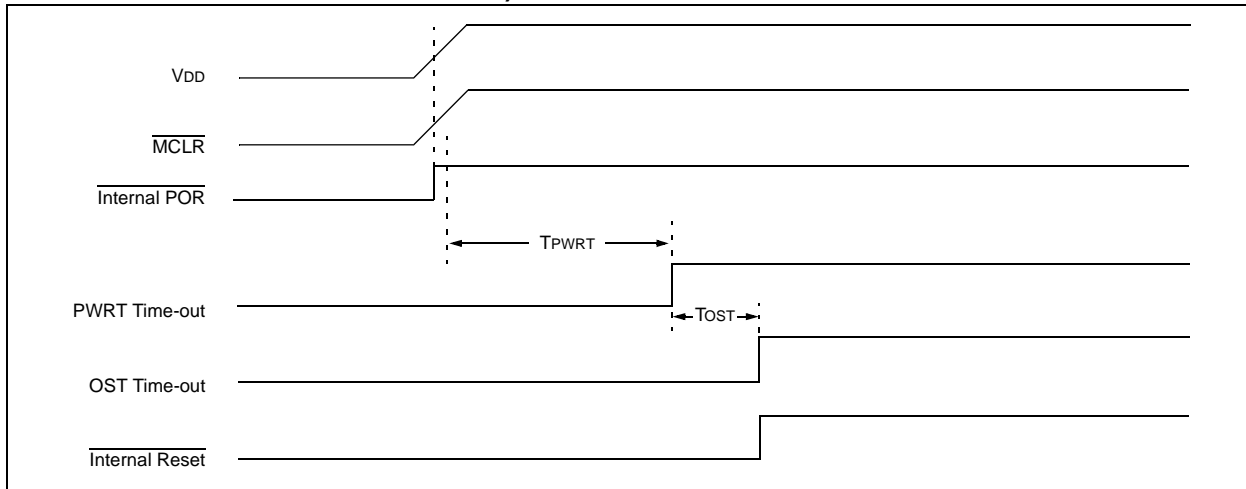 VDD
MCLR
Internal POR
TPWRT
PWRT Time-out
TOST
OST Time-out
Internal Reset